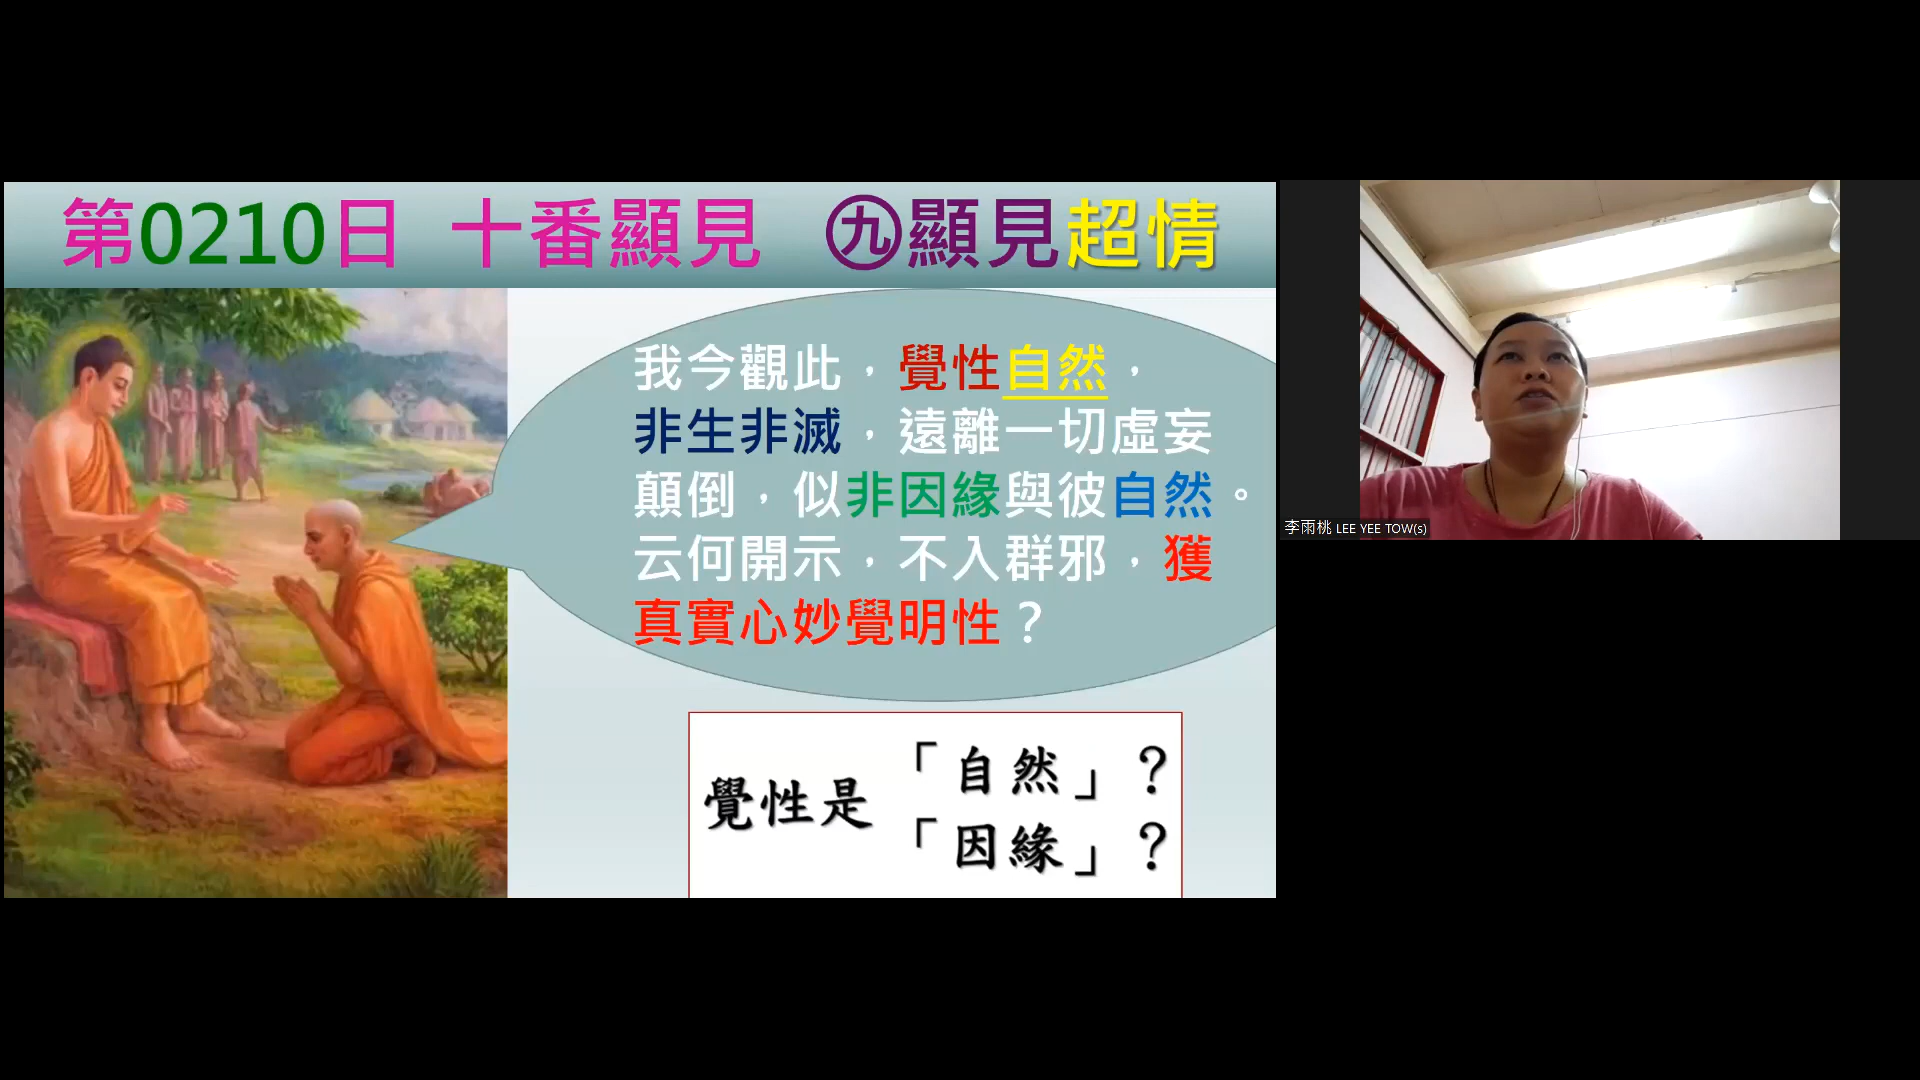 第0210日 十番顯見 ㊈顯見超情
我今觀此，覺性自然，
非生非滅，遠離一切虛妄
顛倒，似非因緣與彼自然。
云何開示，不入群邪，獲
真實心妙覺明性？
覺性是「自然」？
「因緣」？
李雨桃 LEE YEE TOW(s)